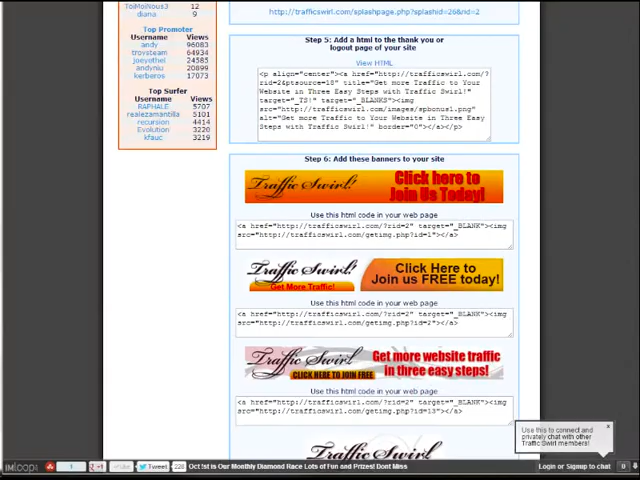 ToiMoiNous3 12
diana 9
Top Promoter
Username Views
andy 96083
troysteam 64934
joeyethel 24585
andyniu 20899
kerberos 17073
Top Surfer
Username Views
RAPHALE 5707
realezamantilla 5101
recursion 4414
Evolution 3220
kfauc 3219
http://trafficswirl.com/splashpage.php?splashid=26&rid=2
Step 5: Add a html to the thank you or
logout page of your site
View HTML
<p align="center"><a href="http://trafficswirl.com/?
rid=2&ptsource=18" title="Get more Traffic to Your
Website in Three Easy Steps with Traffic Swirl!"
target="_TS!" target=_BLANKS"><img
src="http://trafficswirl.com/images/spbonus1.png"
alt="Get more Traffic to Your Website in Three Easy
Steps with Traffic Swirl!" border="0"></a></p>
Step 6: Add these banners to your site
Traffic Swirl! Click here to
Join Us Today!
Use this html code in your web page
<a href="http://trafficswirl.com/?rid=2" target="_BLANK"><img
src="http://trafficswirl.com/getimg.php?id=1"></a>
Traffic Swirl! Click Here to
Get More Traffic! Join us FREE today!
Use this html code in your web page
<a href="http://trafficswirl.com/?rid=2" target="_BLANK"><img
src="http://trafficswirl.com/getimg.php?id=2"></a>
Traffic Swirl Get more website traffic
CLICK HERE TO JOIN FREE in three easy steps!
Use this html code in your web page
<a href="http://trafficswirl.com/?rid=2" target="_BLANK"><img
src="http://trafficswirl.com/getimg.php?id=13"></a>
Traffic Swirl
Use this to connect and
privately chat with other
Traffic Swirl members!
x
1 +1 Like Tweet 228 Oct 1st is Our Monthly Diamond Race Lots of Fun and Prizes! Dont Miss Login or Signup to chat 0